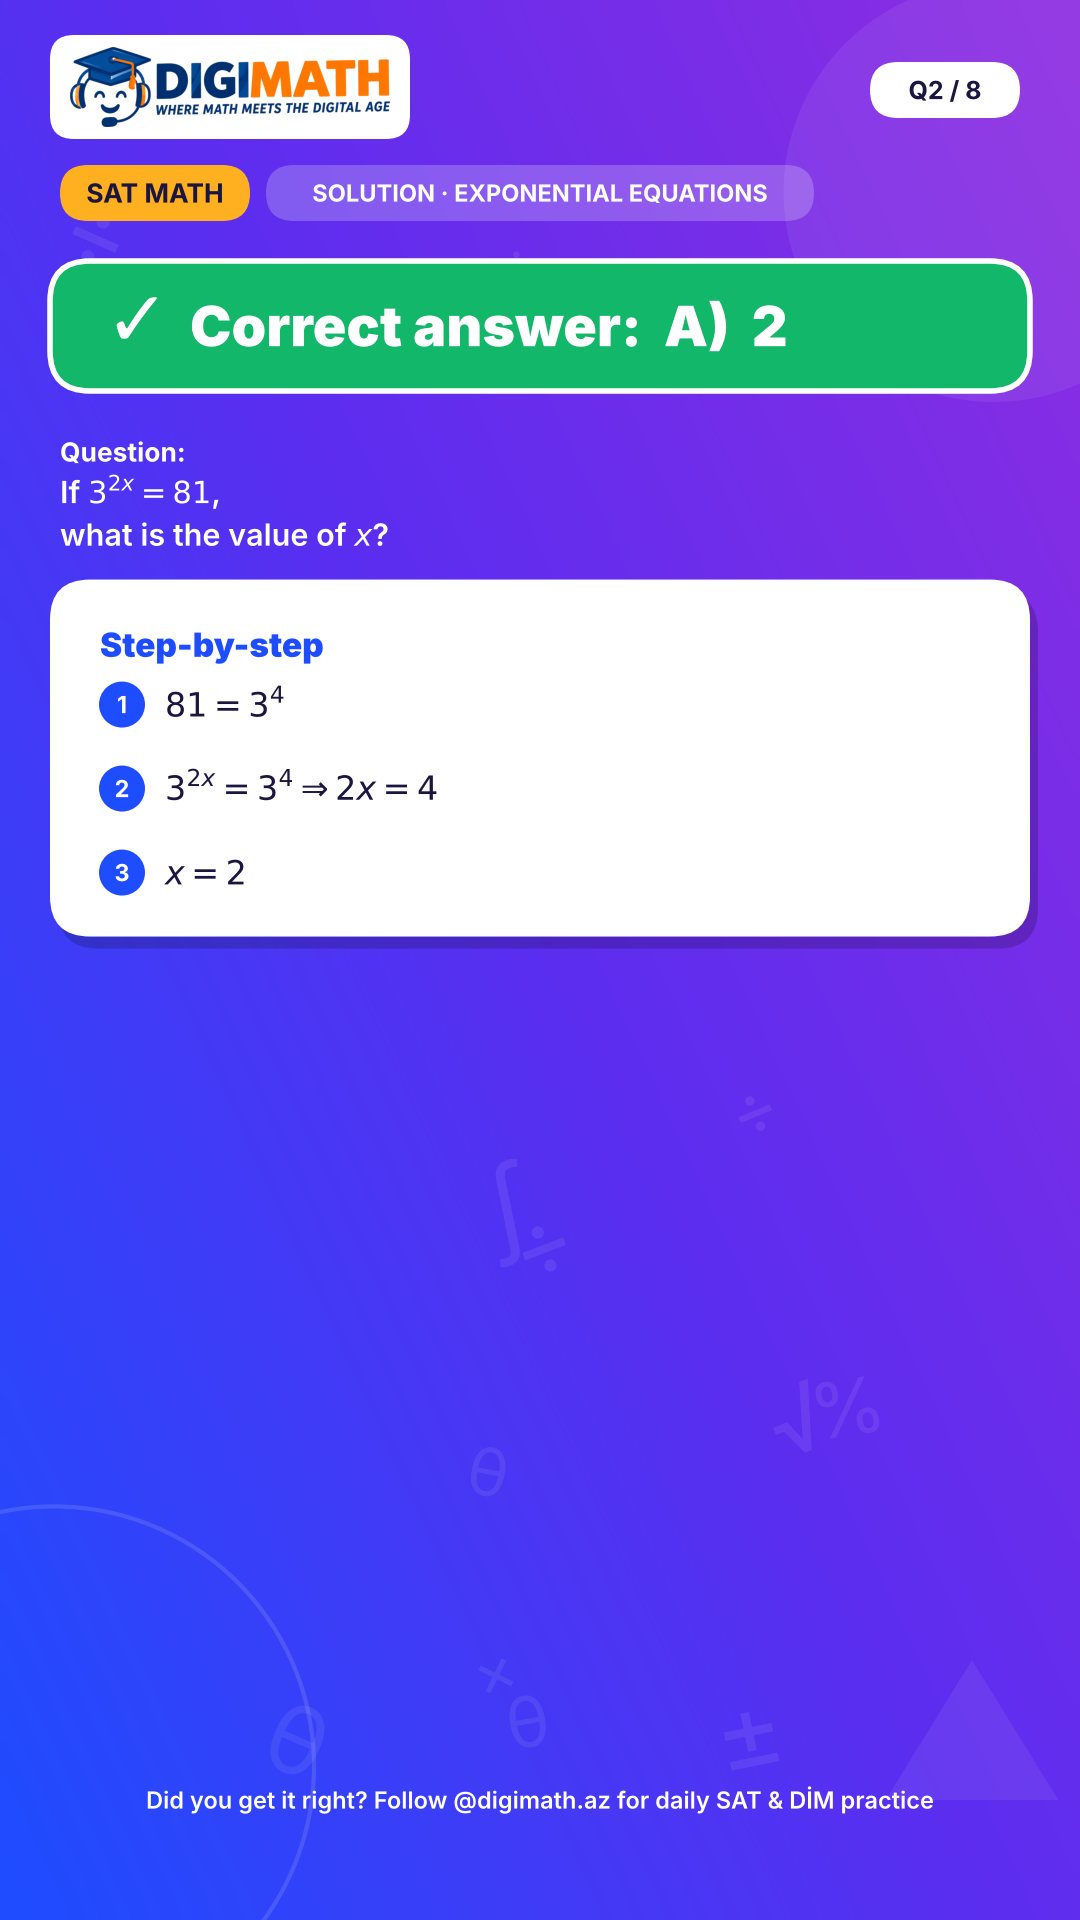 DIGIMATH
WHERE MATH MEETS THE DIGITAL AGE
Q2 / 8
SAT MATH
SOLUTION · EXPONENTIAL EQUATIONS
✓ Correct answer: A) 2
Question:
If 3^{2x} = 81,
what is the value of x?
Step-by-step
1 81 = 3^4
2 3^{2x} = 3^4 ⇒ 2x = 4
3 x = 2
÷
∫
÷
√%
θ
×
θ
θ
±
Did you get it right? Follow @digimath.az for daily SAT & DİM practice